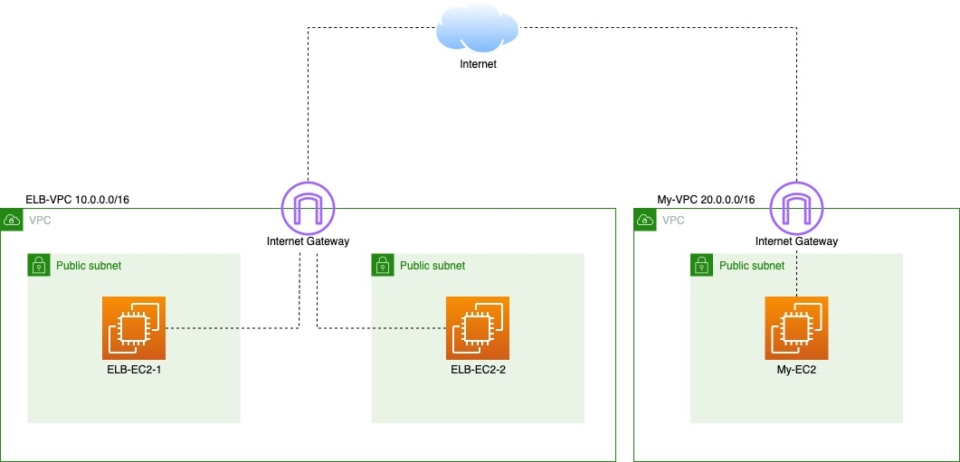 Internet
ELB-VPC 10.0.0.0/16
My-VPC 20.0.0.0/16
VPC
VPC
Internet Gateway
Internet Gateway
Public subnet
Public subnet
Public subnet
ELB-EC2-1
ELB-EC2-2
My-EC2